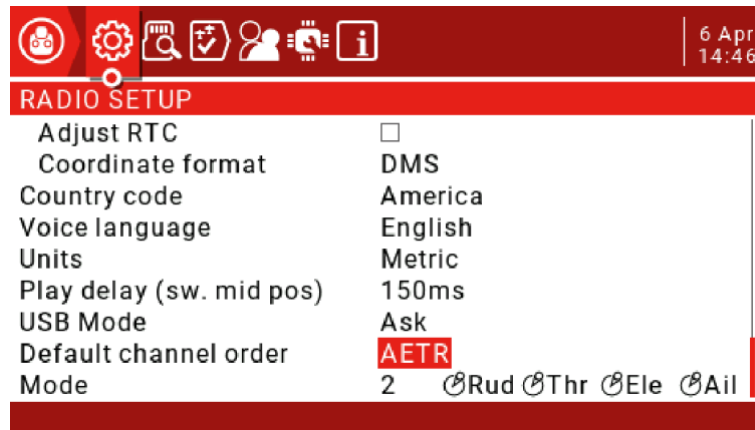 6 Apr
14:46
RADIO SETUP
Adjust RTC
Coordinate format DMS
Country code America
Voice language English
Units Metric
Play delay (sw. mid pos) 150ms
USB Mode Ask
Default channel order AETR
Mode 2 Rud Thr Ele Ail